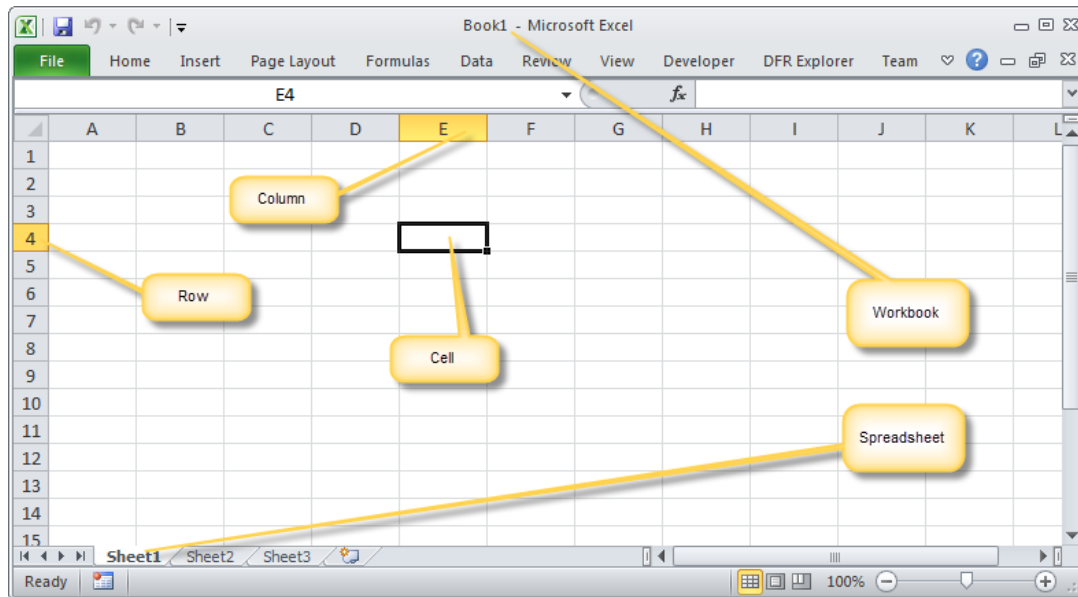 Book1 - Microsoft Excel
File Home Insert Page Layout Formulas Data Review View Developer DFR Explorer Team
E4 fx
A B C D E F G H I J K L
1
2
Column
3
4
5
6
Row
Workbook
7
8
Cell
9
10
11
Spreadsheet
12
13
14
15
Sheet1 Sheet2 Sheet3
Ready 100%